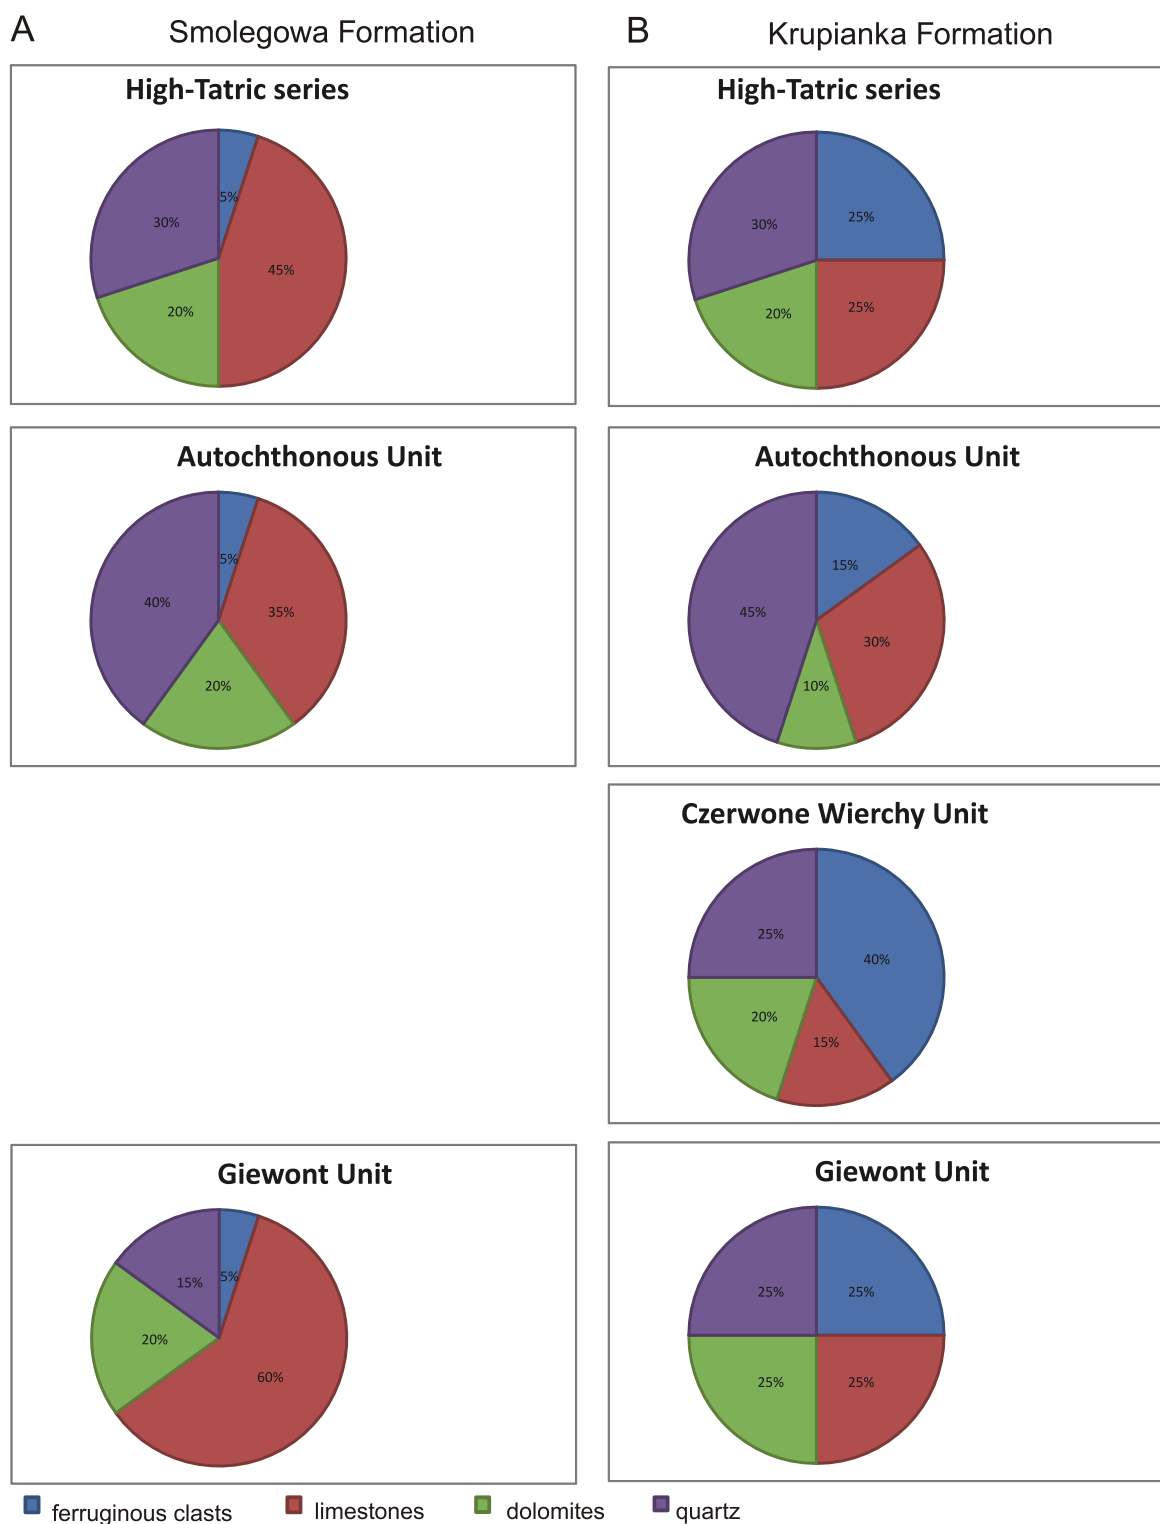 A Smolegowa Formation
B Krupianka Formation
High-Tatric series
5%
45%
20%
30%
High-Tatric series
25%
25%
20%
30%
Autochthonous Unit
5%
35%
20%
40%
Autochthonous Unit
15%
30%
10%
45%
Czerwone Wierchy Unit
40%
15%
20%
25%
Giewont Unit
5%
60%
20%
15%
Giewont Unit
25%
25%
25%
25%
ferruginous clasts limestones dolomites quartz